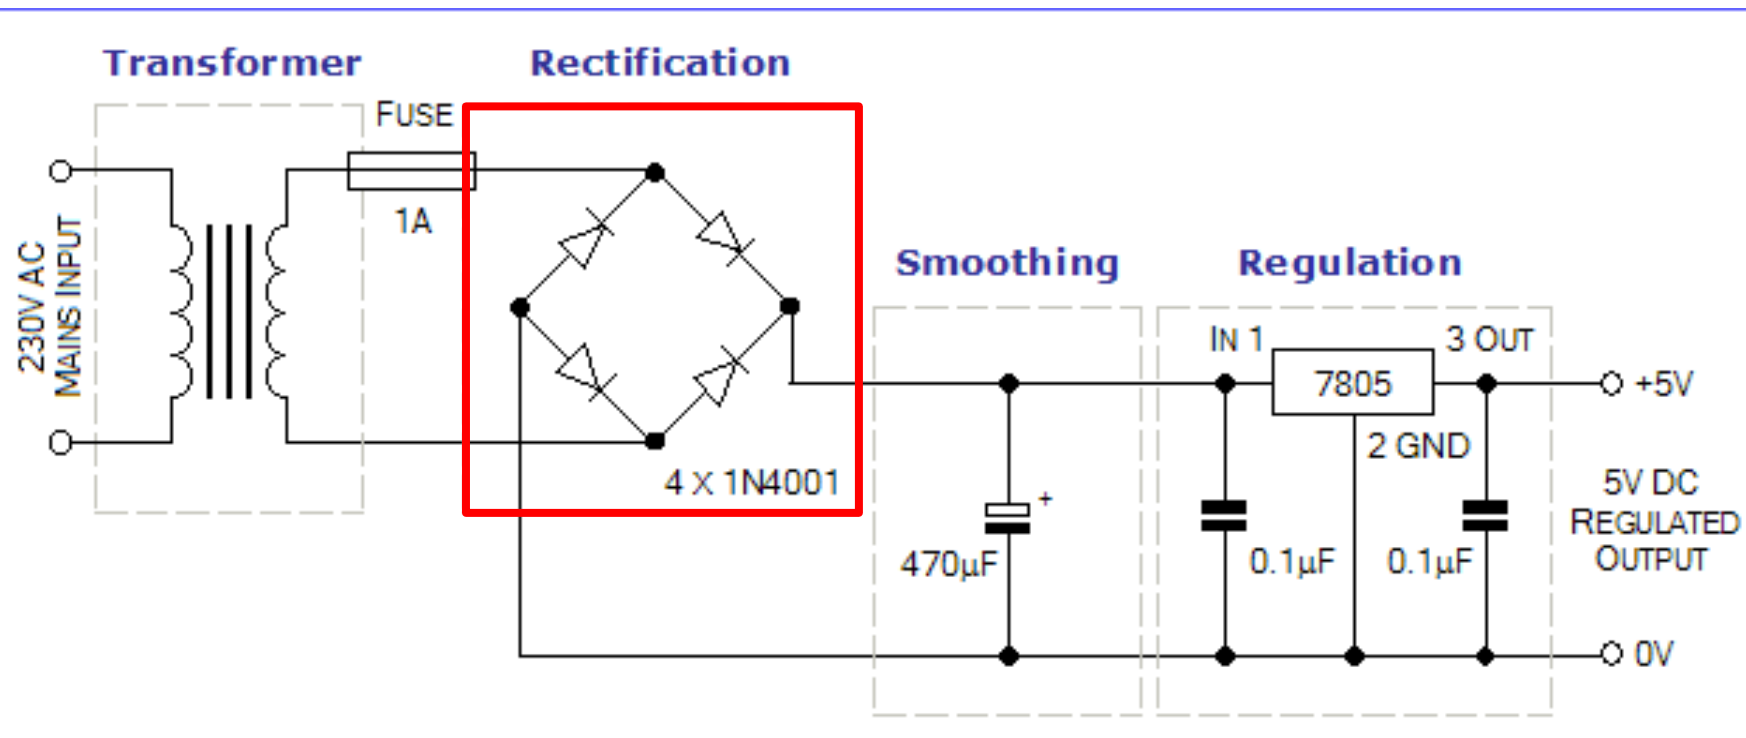 Transformer
Rectification
FUSE
1A
230V AC
MAINS INPUT
4 X 1N4001
Smoothing
Regulation
IN 1
3 OUT
7805
+5V
2 GND
+
470µF
0.1µF
0.1µF
5V DC
REGULATED
OUTPUT
0V